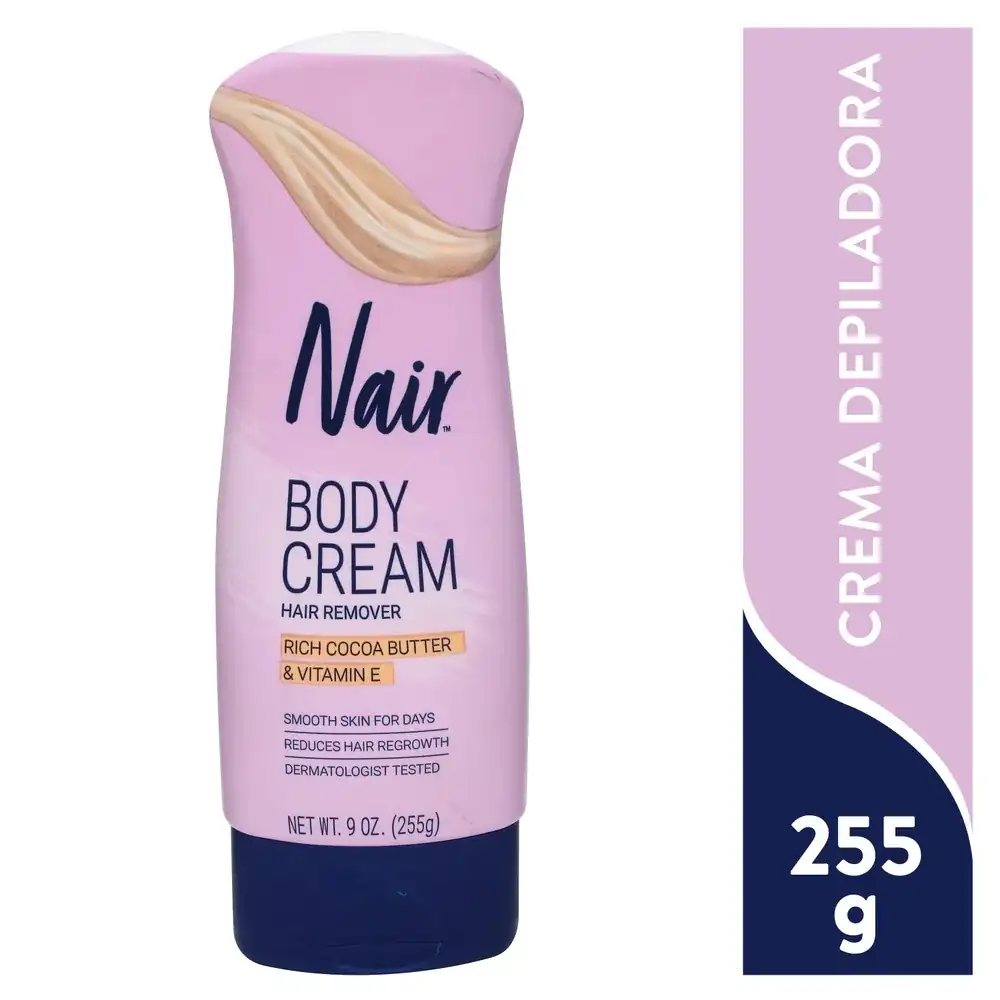 Nair™
BODY
CREAM
HAIR REMOVER
RICH COCOA BUTTER
& VITAMIN E
SMOOTH SKIN FOR DAYS
REDUCES HAIR REGROWTH
DERMATOLOGIST TESTED
NET WT. 9 OZ. (255g)
CREMA DEPILADORA
255
g